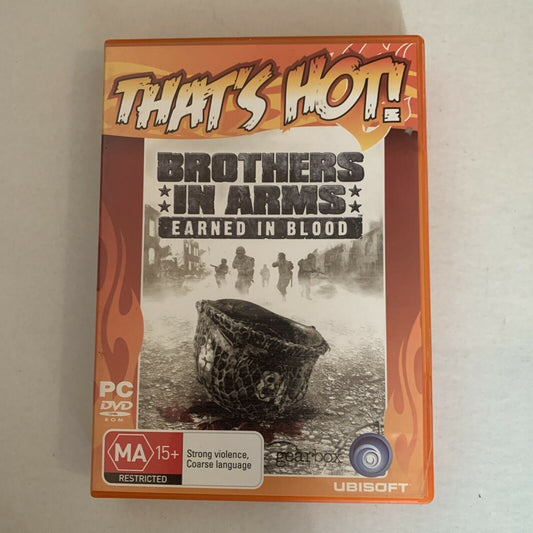 THAT'S HOT!
BROTHERS
IN ARMS
EARNED IN BLOOD
PC
DVD
ROM
MA 15+
RESTRICTED
Strong violence,
Coarse language
gearbox
UBISOFT